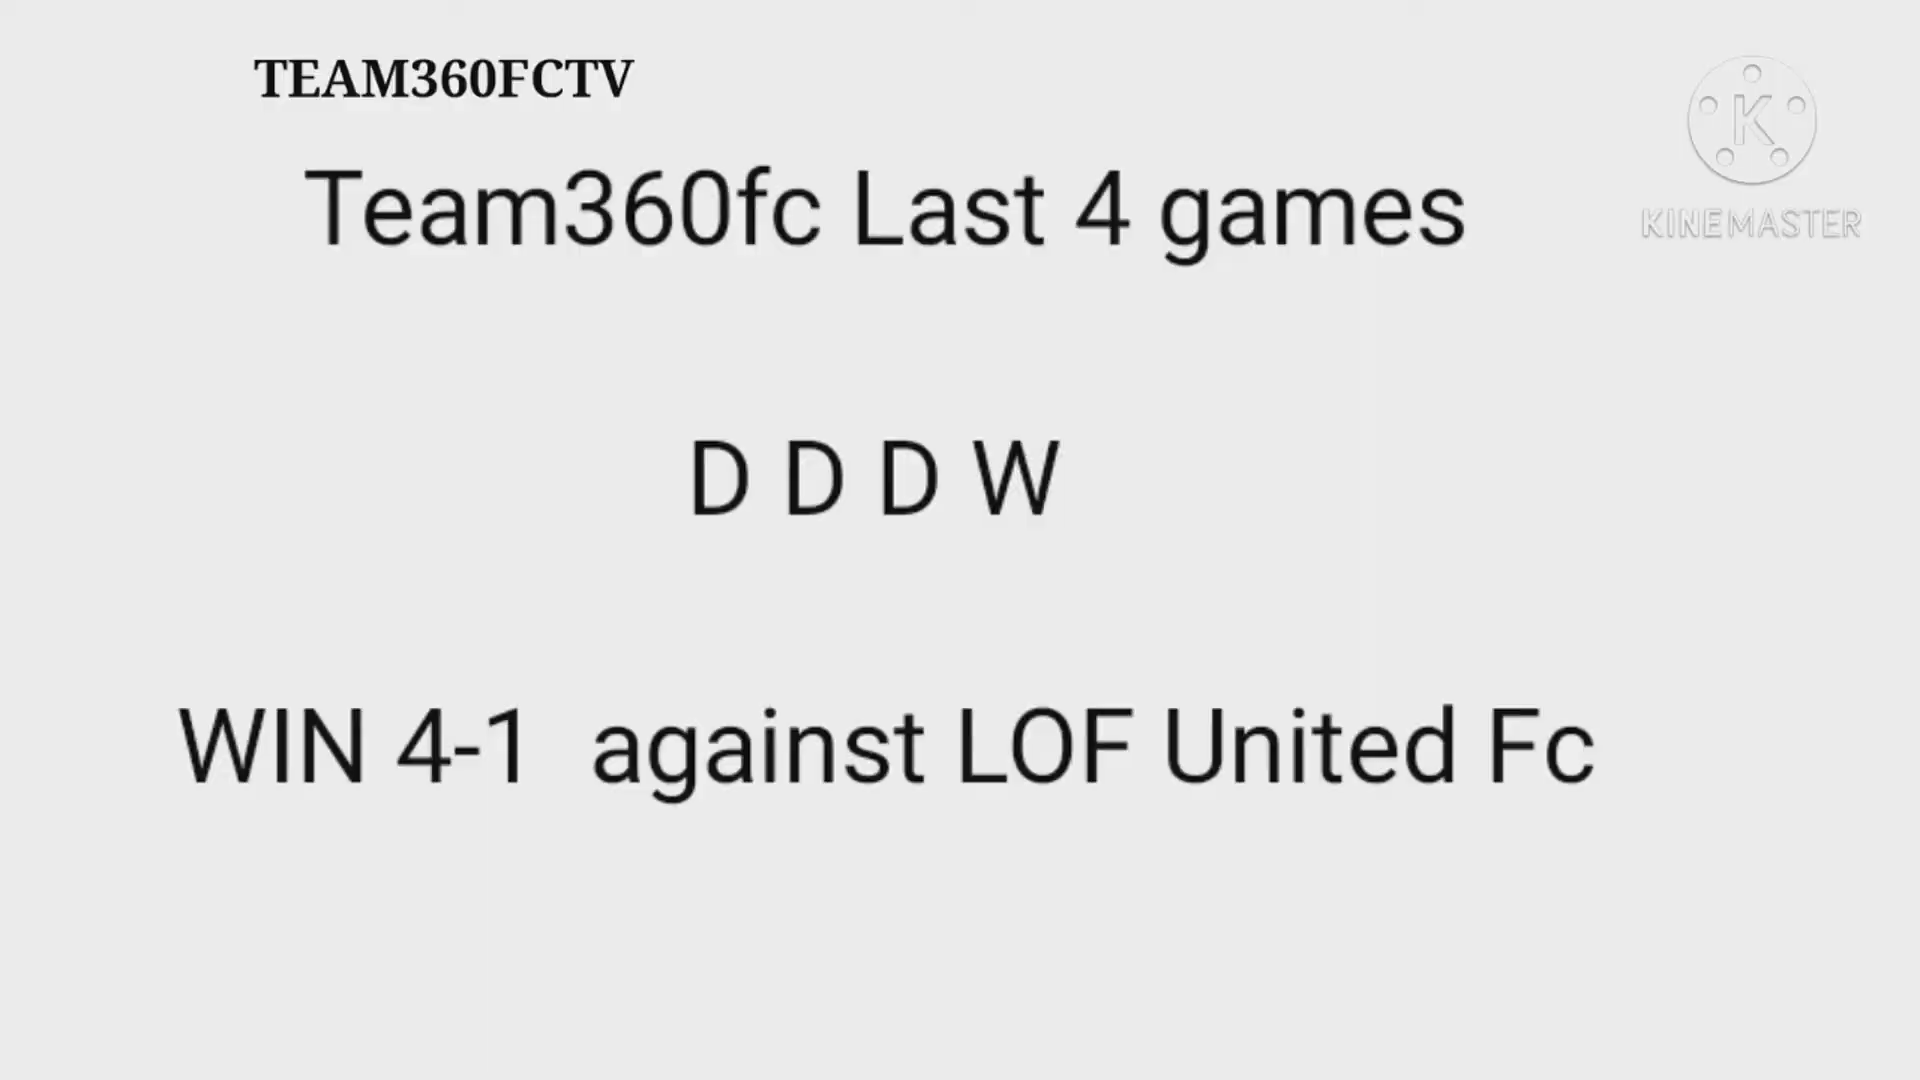 TEAM360FCTV
Team360fc Last 4 games
K
KINEMASTER
D D D W
WIN 4-1 against LOF United Fc